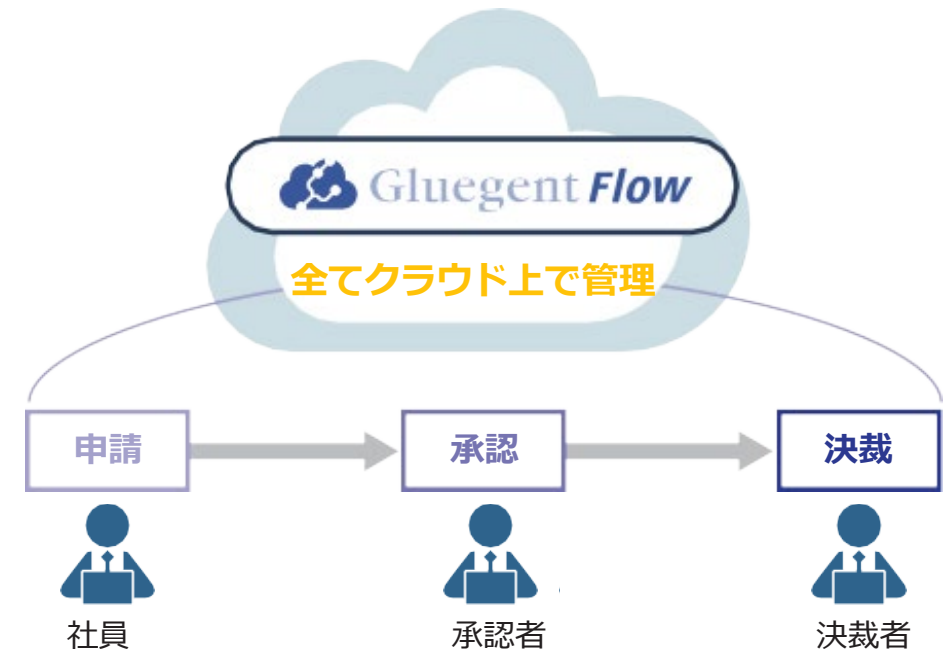 Gluegent Flow
全てクラウド上で管理
申請
承認
決裁
社員
承認者
決裁者